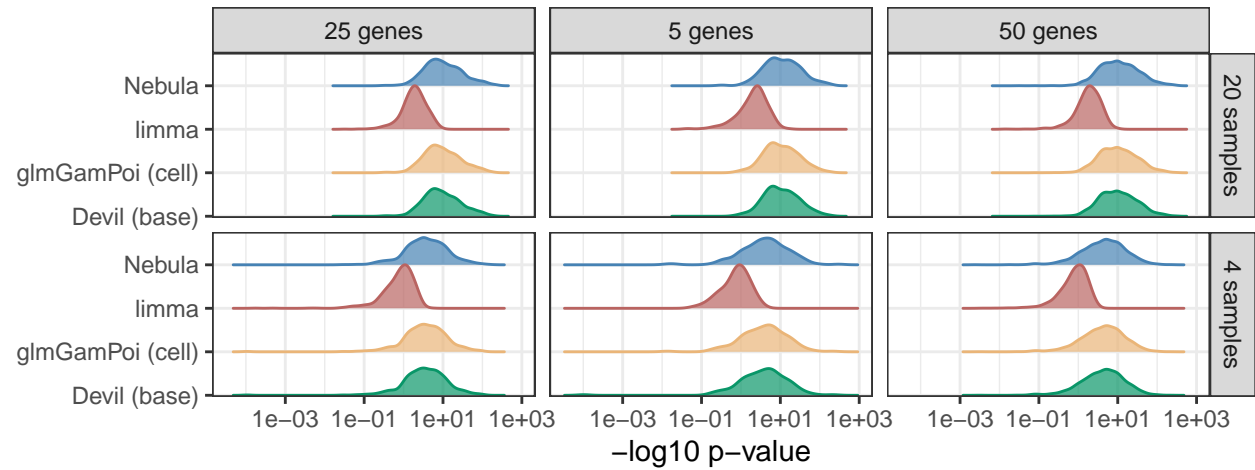 25 genes
5 genes
50 genes
Nebula
limma
glmGamPoi (cell)
Devil (base)
20 samples
Nebula
limma
glmGamPoi (cell)
Devil (base)
4 samples
1e−03 1e−01 1e+01 1e+03
1e−03 1e−01 1e+01 1e+03
1e−03 1e−01 1e+01 1e+03
−log10 p−value